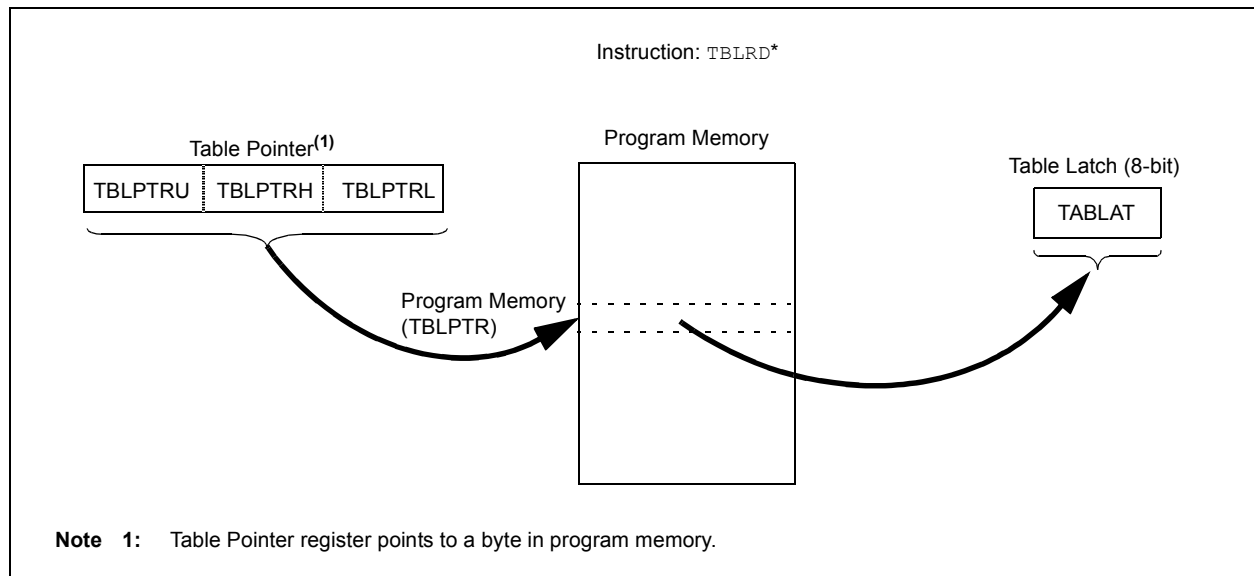 Instruction: TBLRD*
Table Pointer(1)
Program Memory
Table Latch (8-bit)
TBLPTRU TBLPTRH TBLPTRL
TABLAT
Program Memory
(TBLPTR)
Note 1: Table Pointer register points to a byte in program memory.